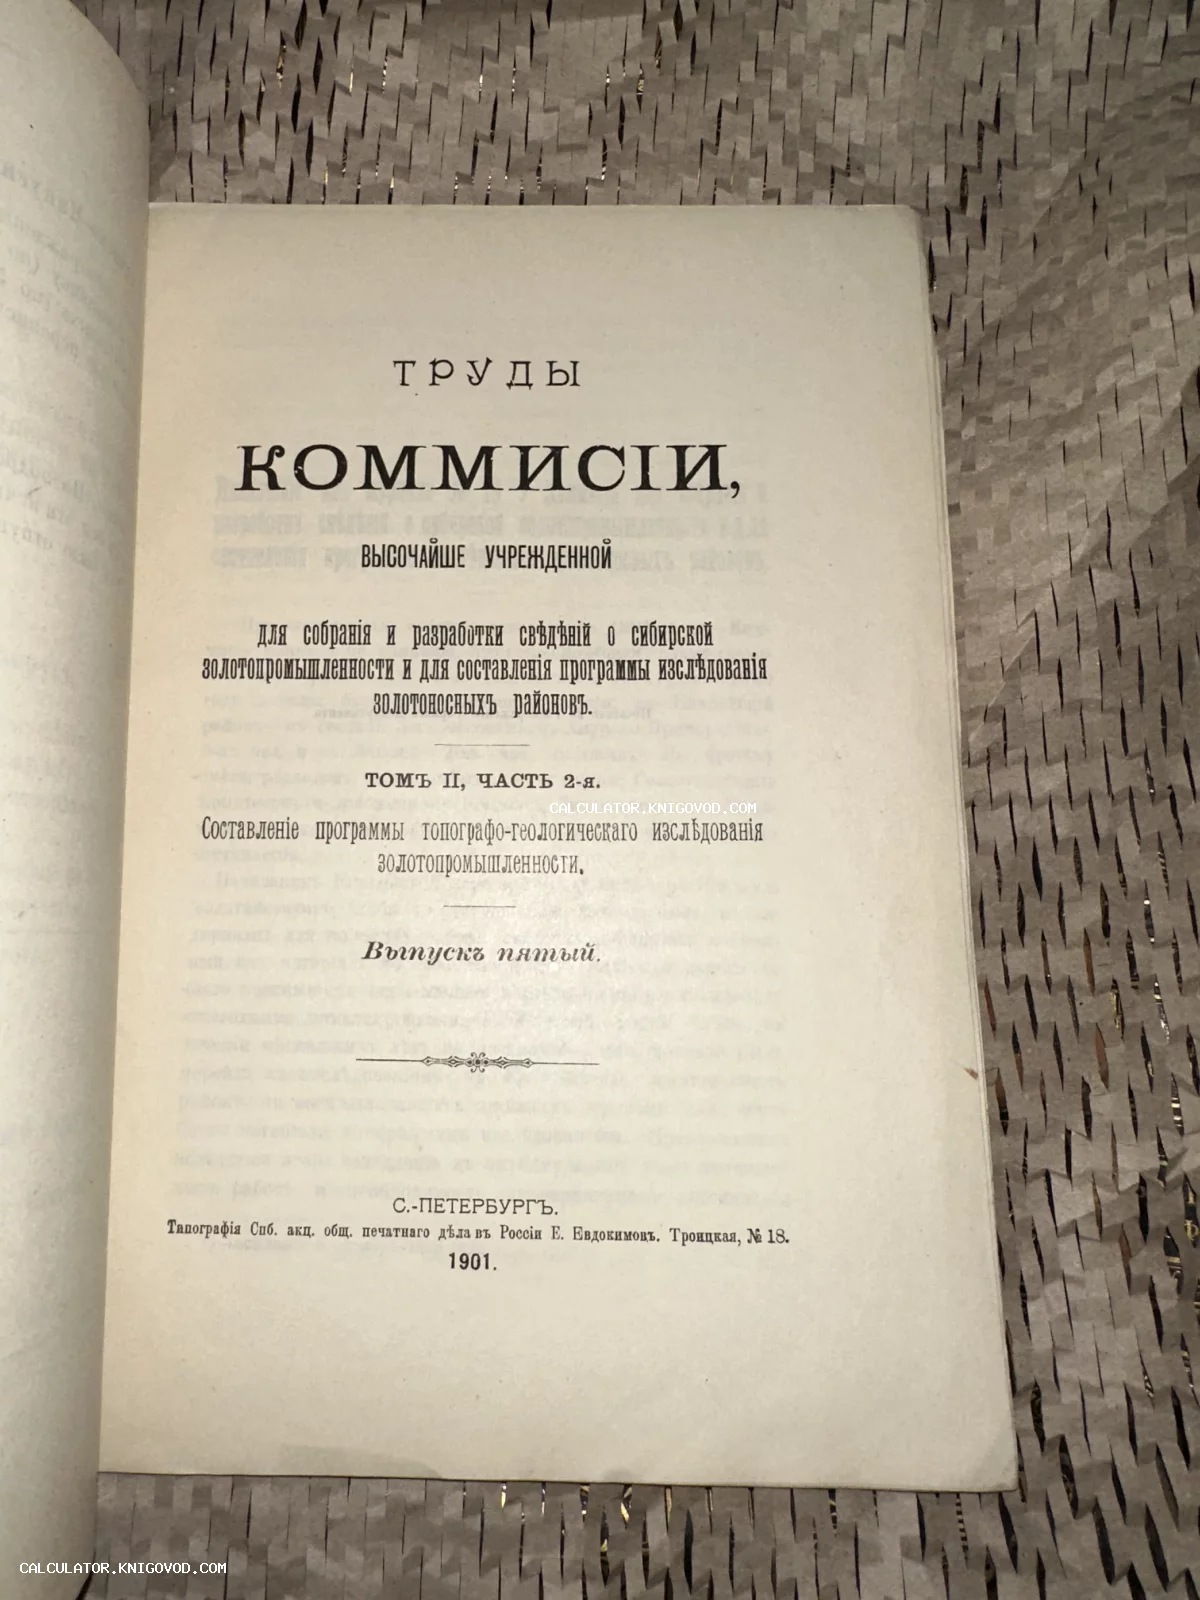 ТРУДЫ
КОММИСІИ,
ВЫСОЧАЙШЕ УЧРЕЖДЕННОЙ
для собранія и разработки свѣдѣній о сибирской
золотопромышленности и для составленія программы изслѣдованія
золотоносныхъ районовъ.
ТОМЪ II, ЧАСТЬ 2-я.
CALCULATOR.KNIGOVOD.COM
Составленіе программы топографо-геологическаго изслѣдованія
золотопромышленности.
Выпускъ пятый.
С.-ПЕТЕРБУРГЪ.
Типографія Спб. акц. общ. печатнаго дѣла въ Россіи Е. Евдокимовъ. Троицкая, № 18.
1901.
CALCULATOR.KNIGOVOD.COM